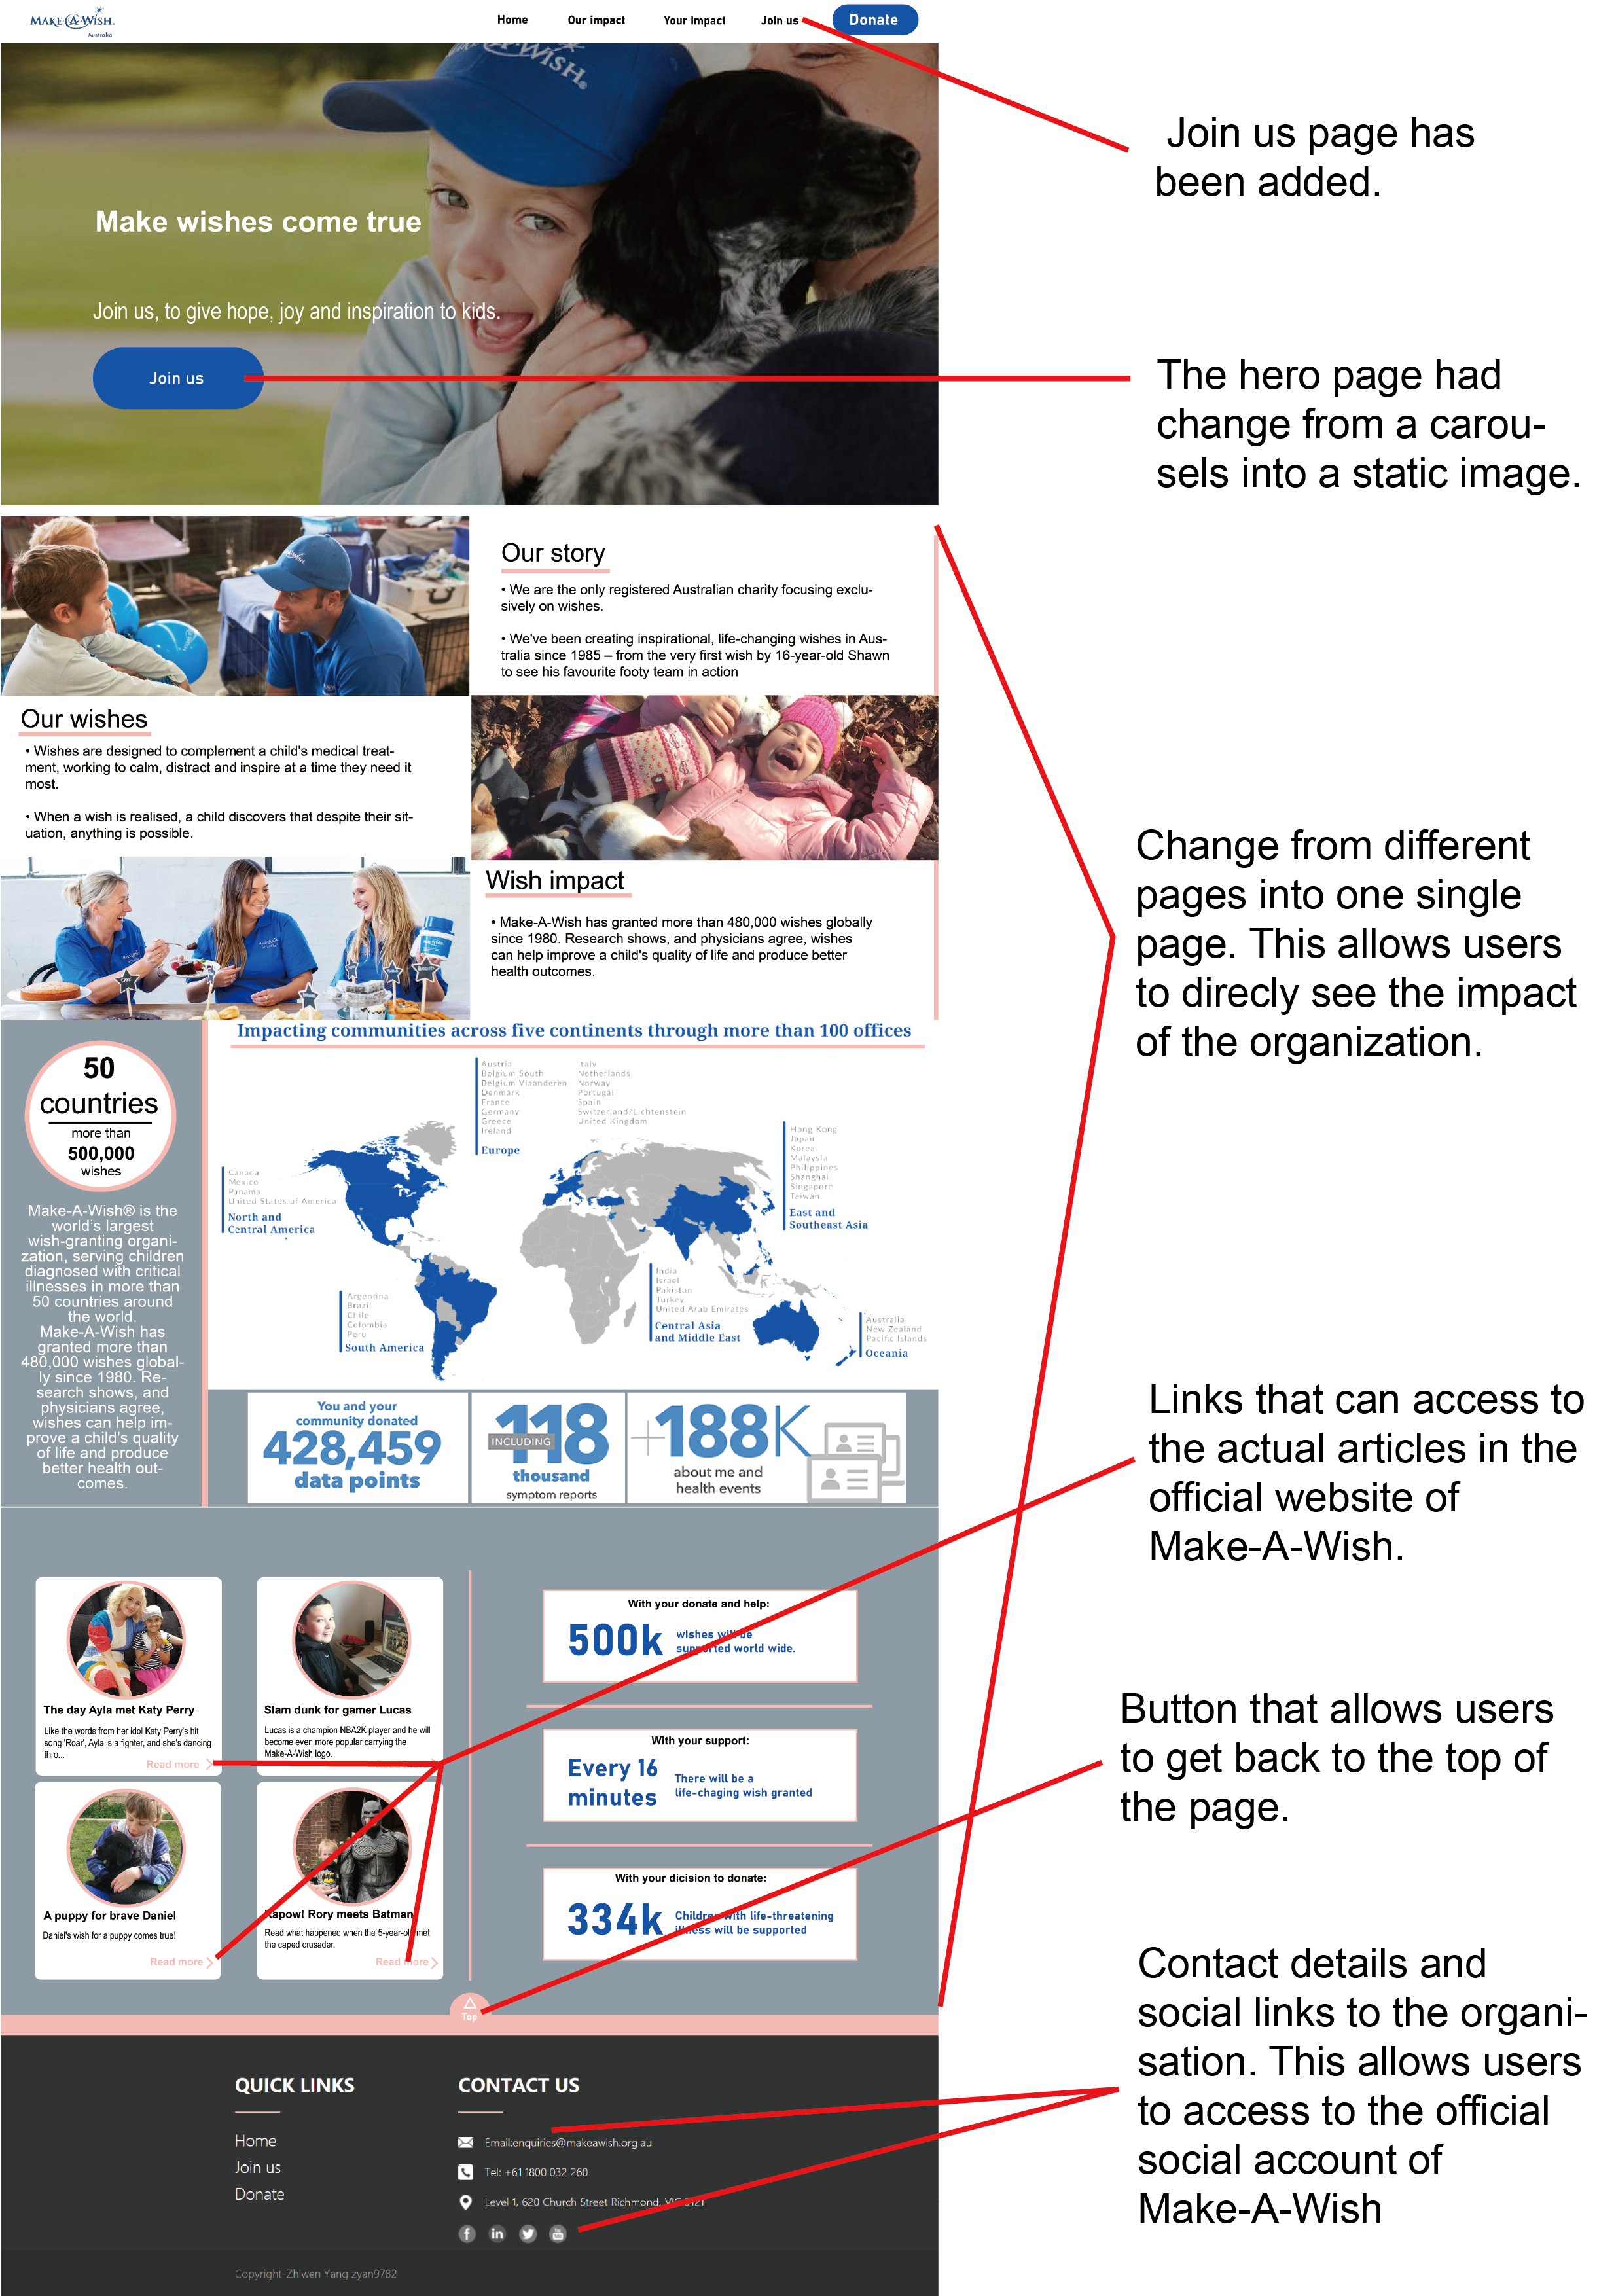 MAKE-A-WISH.
Australia
Home
Our impact
Your impact
Join us
Donate
A-WISH.
Make wishes come true
Join us, to give hope, joy and inspiration to kids.
Join us
Join us page has
been added.
The hero page had
change from a carou-
sels into a static image.
Our story
• We are the only registered Australian charity focusing exclu-
sively on wishes.
• We've been creating inspirational, life-changing wishes in Aus-
tralia since 1985 – from the very first wish by 16-year-old Shawn
to see his favourite footy team in action
Our wishes
• Wishes are designed to complement a child's medical treat-
ment, working to calm, distract and inspire at a time they need it
most.
• When a wish is realised, a child discovers that despite their sit-
uation, anything is possible.
Wish impact
• Make-A-Wish has granted more than 480,000 wishes globally
since 1980. Research shows, and physicians agree, wishes
can help improve a child's quality of life and produce better
health outcomes.
Change from different
pages into one single
page. This allows users
to direcly see the impact
of the organization.
50
countries
more than
500,000
wishes
Make-A-Wish® is the
world's largest
wish-granting organi-
zation, serving children
diagnosed with critical
illnesses in more than
50 countries around
the world.
Make-A-Wish has
granted more than
480,000 wishes global-
ly since 1980. Re-
search shows, and
physicians agree,
wishes can help im-
prove a child's quality
of life and produce
better health out-
comes.
Impacting communities across five continents through more than 100 offices
Austria
Belgium South
Belgium Vlaanderen
Denmark
France
Germany
Greece
Ireland
Italy
Netherlands
Norway
Portugal
Spain
Switzerland/Lichtenstein
United Kingdom
Europe
Hong Kong
Japan
Korea
Malaysia
Philippines
Shanghai
Singapore
Taiwan
East and
Southeast Asia
Canada
Mexico
Panama
United States of America
North and
Central America
Argentina
Brazil
Chile
Colombia
Peru
South America
India
Israel
Pakistan
Turkey
United Arab Emirates
Central Asia
and Middle East
Australia
New Zealand
Pacific Islands
Oceania
You and your
community donated
428,459
data points
118
INCLUDING
thousand
symptom reports
+188K
about me and
health events
Links that can access to
the actual articles in the
official website of
Make-A-Wish.
The day Ayla met Katy Perry
Like the words from her idol Katy Perry's hit
song 'Roar', Ayla is a fighter, and she's dancing
thro...
Read more
Slam dunk for gamer Lucas
Lucas is a champion NBA2K player and he will
become even more popular carrying the
Make-A-Wish logo.
Read more
A puppy for brave Daniel
Daniel's wish for a puppy comes true!
Read more
Kapow! Rory meets Batman
Read what happened when the 5-year-old met
the caped crusader.
Read more
With your donate and help:
500k
wishes will be
supported world wide.
With your support:
Every 16
minutes
There will be a
life-chaging wish granted
With your dicision to donate:
334k
Children with life-threatening
illness will be supported
Button that allows users
to get back to the top of
the page.
Top
QUICK LINKS
Home
Join us
Donate
CONTACT US
Email:enquiries@makeawish.org.au
Tel: +61 1800 032 260
Level 1, 620 Church Street Richmond, VIC 3121
Contact details and
social links to the organi-
sation. This allows users
to access to the official
social account of
Make-A-Wish
Copyright-Zhiwen Yang zyan9782